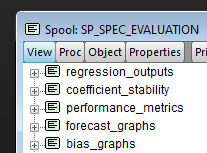 Spool: SP_SPEC_EVALUATION
View Proc Object Properties
regression_outputs
coefficient_stability
performance_metrics
forecast_graphs
bias_graphs